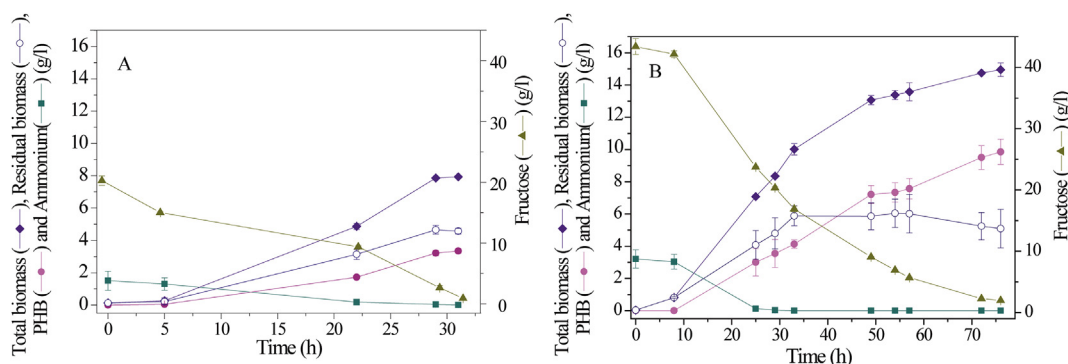 Total biomass (), Residual biomass (),
PHB () and Ammonium() (g/l)
16
14
12
10
8
6
4
2
0
A
40
30
20
10
0
Fructose () (g/l)
0 5 10 15 20 25 30
Time (h)
Total biomass (), Residual biomass (),
PHB () and Ammonium() (g/l)
16
14
12
10
8
6
4
2
0
B
40
30
20
10
0
Fructose () (g/l)
0 10 20 30 40 50 60 70
Time (h)